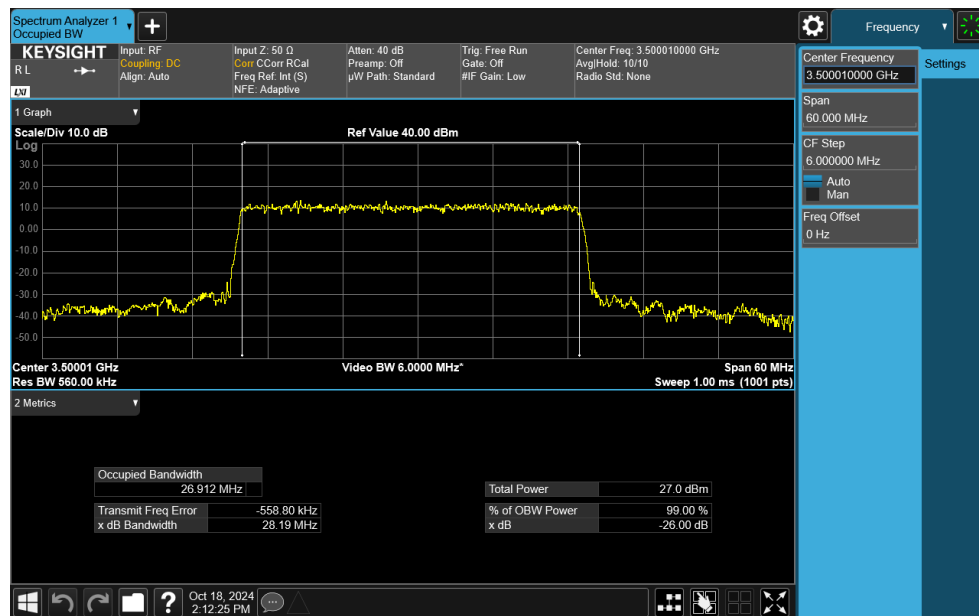 Spectrum Analyzer 1
Occupied BW
+
Frequency
KEYSIGHT
R L
LXI
Input: RF
Coupling: DC
Align: Auto
Input Z: 50 Ω
Corr CCorr RCal
Freq Ref: Int (S)
NFE: Adaptive
Atten: 40 dB
Preamp: Off
µW Path: Standard
Trig: Free Run
Gate: Off
#IF Gain: Low
Center Freq: 3.500010000 GHz
Avg|Hold: 10/10
Radio Std: None
Center Frequency
3.500010000 GHz
Settings
Span
60.000 MHz
CF Step
6.000000 MHz
Auto
Man
Freq Offset
0 Hz
1 Graph
Scale/Div 10.0 dB
Ref Value 40.00 dBm
Log
30.0
20.0
0.00
-10.0
-20.0
-30.0
-40.0
-50.0
Center 3.50001 GHz
Video BW 6.0000 MHz*
Span 60 MHz
Res BW 560.00 kHz
Sweep 1.00 ms (1001 pts)
2 Metrics
Occupied Bandwidth
26.912 MHz
Total Power 27.0 dBm
Transmit Freq Error -558.80 kHz
% of OBW Power 99.00 %
x dB Bandwidth 28.19 MHz
x dB -26.00 dB
?
Oct 18, 2024
2:12:25 PM